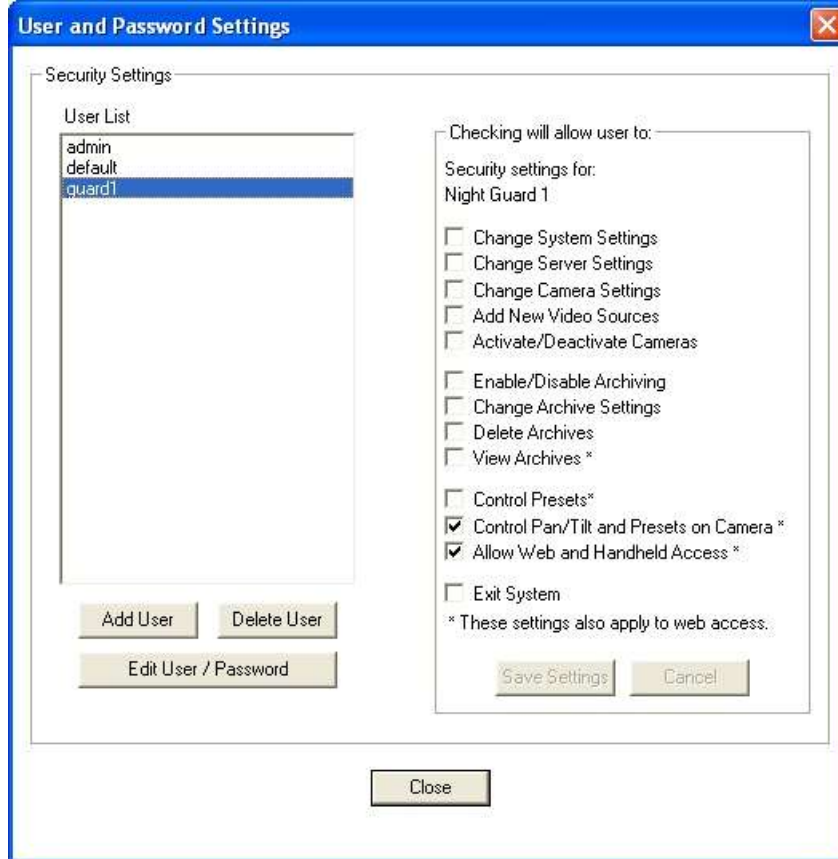 User and Password Settings
Security Settings
User List
admin
default
guard1
Add User
Delete User
Edit User / Password
Checking will allow user to:
Security settings for:
Night Guard 1
Change System Settings
Change Server Settings
Change Camera Settings
Add New Video Sources
Activate/Deactivate Cameras
Enable/Disable Archiving
Change Archive Settings
Delete Archives
View Archives *
Control Presets*
Control Pan/Tilt and Presets on Camera *
Allow Web and Handheld Access *
Exit System
* These settings also apply to web access.
Save Settings
Cancel
Close